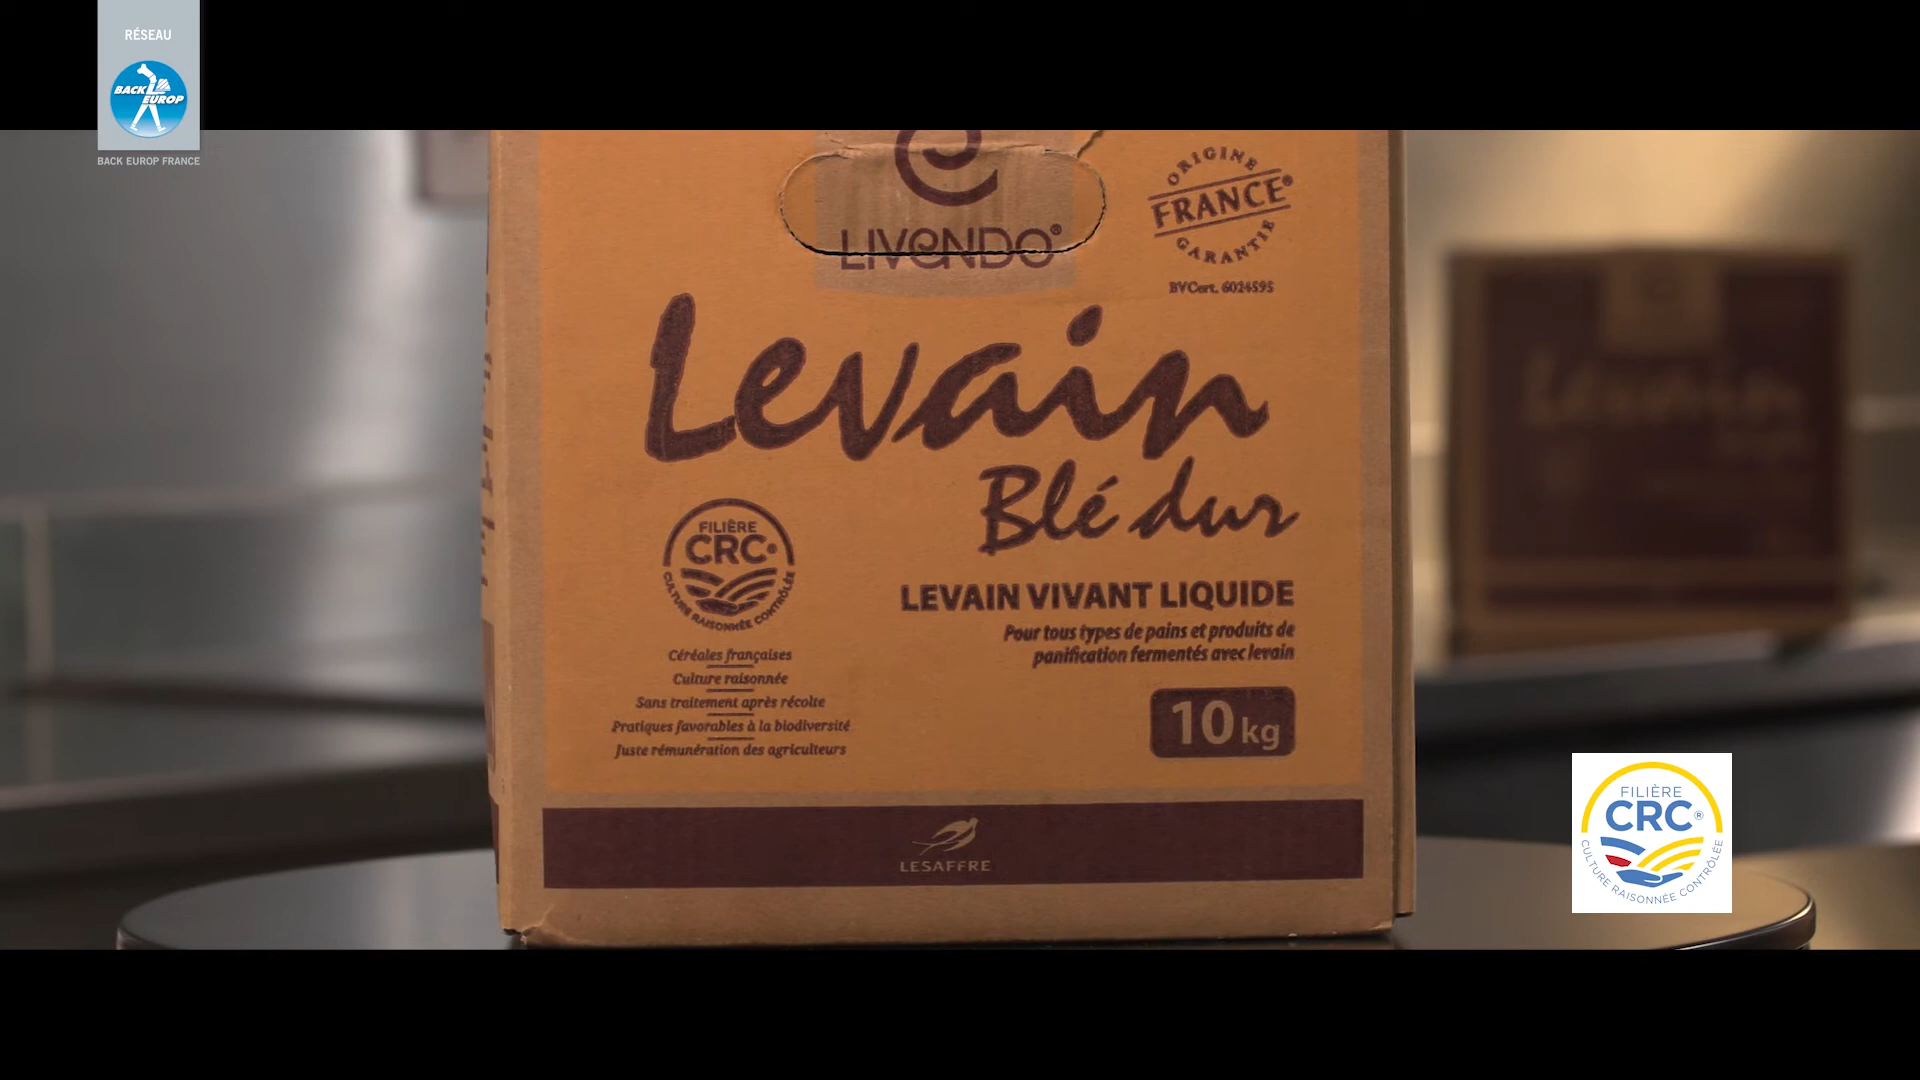 RÉSEAU
BACK
EUROP
BACK EUROP FRANCE
ORIGINE
FRANCE®
GARANTIE
BVCert. 6024595
LIVENDO®
Levain
Blé dur
FILIÈRE
CRC®
CULTURE RAISONNÉE CONTRÔLÉE
LEVAIN VIVANT LIQUIDE
Pour tous types de pains et produits de
panification fermentés avec levain
Céréales françaises
Culture raisonnée
Sans traitement après récolte
Pratiques favorables à la biodiversité
Juste rémunération des agriculteurs
10 kg
LESAFFRE
FILIÈRE
CRC®
CULTURE RAISONNÉE CONTRÔLÉE
Levain